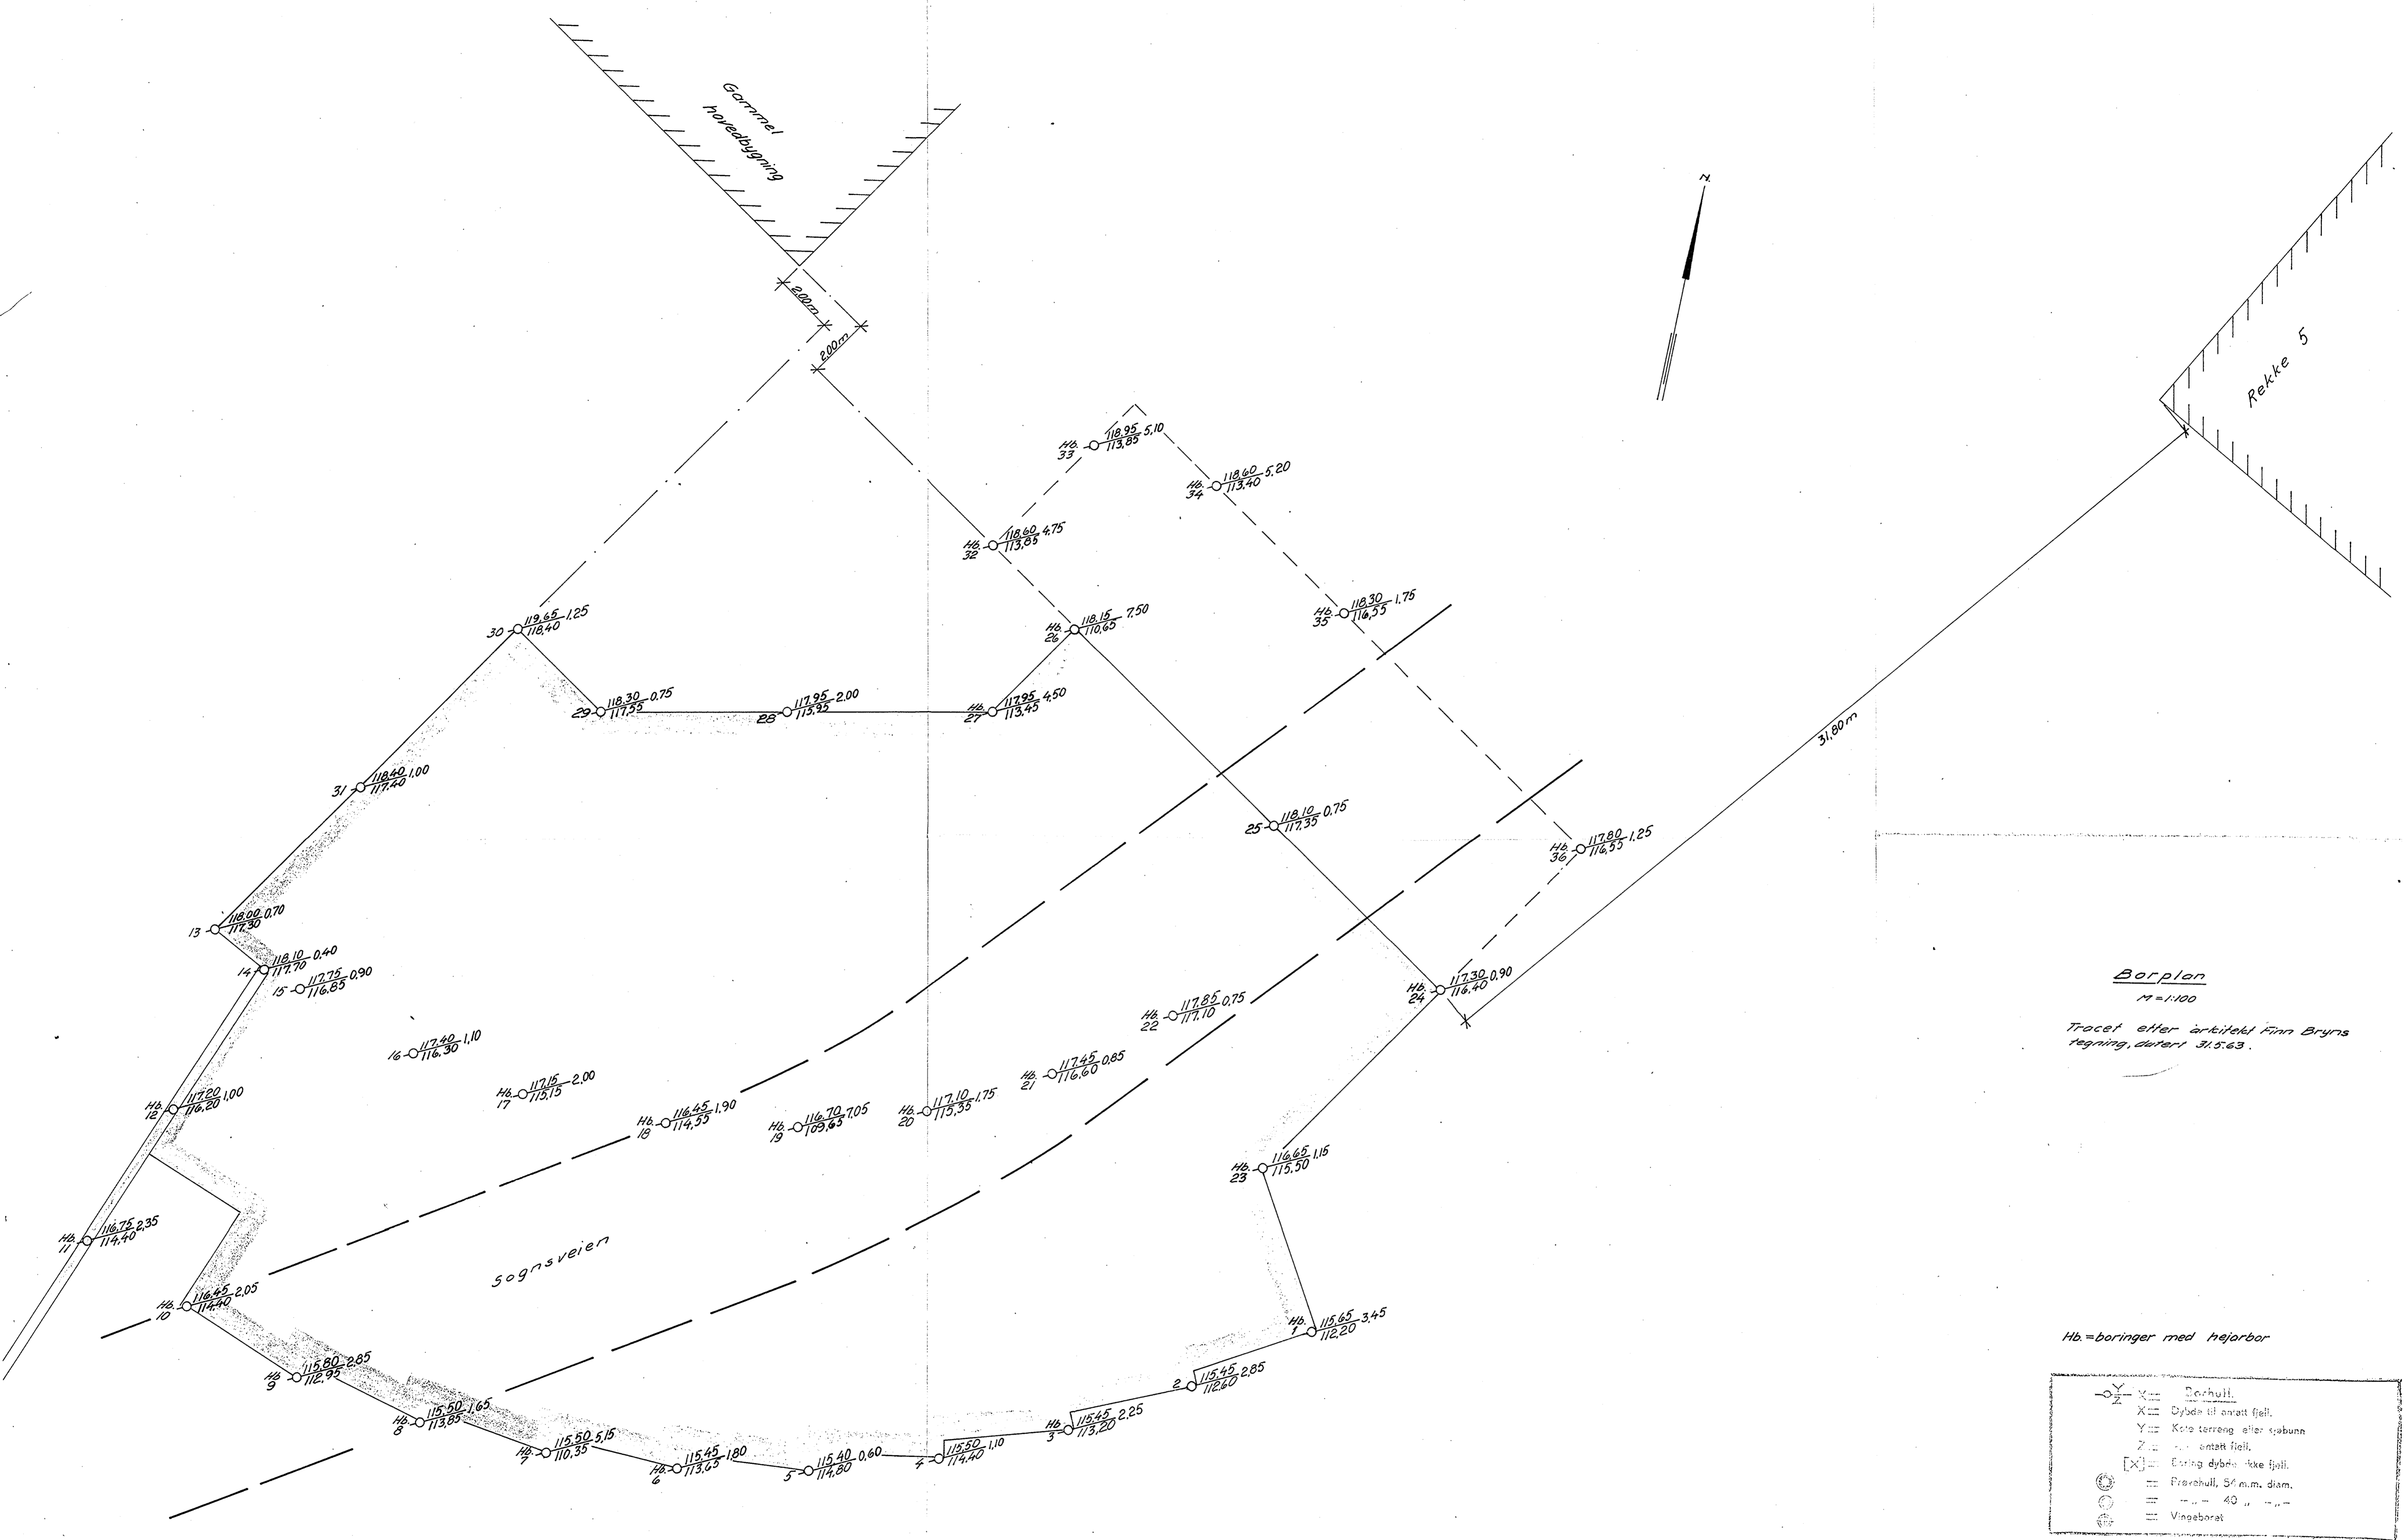 Gammel
hovedbygning
N.
2,00 m
2,00 m
Rekke 5
Hb. 33 118,95 113,85 5,10
Hb. 34 118,60 113,40 5,20
Hb. 32 118,60 113,85 4,75
30 119,65 118,40 1,25
Hb. 26 118,15 110,65 7,50
Hb. 35 118,30 116,55 1,75
29 118,30 117,55 0,75
28 117,95 115,95 2,00
Hb. 27 117,95 113,45 4,50
31,80 m
31 118,40 117,40 1,00
25 118,10 117,35 0,75
Hb. 36 117,80 116,55 1,25
13 118,00 117,30 0,70
14 118,10 117,70 0,40
15 117,75 116,85 0,90
Hb. 24 117,30 116,40 0,90
Hb. 22 117,85 117,10 0,75
16 117,40 116,30 1,10
Hb. 21 117,45 116,60 0,85
Hb. 17 117,15 115,15 2,00
Hb. 12 117,20 116,20 1,00
Hb. 18 116,45 114,55 1,90
Hb. 19 116,70 109,65 7,05
Hb. 20 117,10 115,35 1,75
Hb. 23 116,65 115,50 1,15
Hb. 11 116,75 114,40 2,35
Sognsveien
Hb. 10 116,45 114,40 2,05
Hb. 1 115,65 112,20 3,45
Hb. 9 115,80 112,95 2,85
2 115,45 112,60 2,85
Hb. 8 115,50 113,85 1,65
Hb. 3 115,45 113,20 2,25
Hb. 7 115,50 110,35 5,15
Hb. 6 115,45 113,65 1,80
5 115,40 114,80 0,60
4 115,50 114,40 1,10
Borplan
M = 1:100
Tracet etter arkitekt Finn Bryns
tegning, datert 31.5.63.
Hb. = boringer med hejarbor
Y Z X = Borhull.
X = Dybde til antatt fjell.
Y = Kote terreng eller sjøbunn
Z = -„- antatt fjell.
[X] = Boring dybde ikke fjell.
= Prøvehull, 54 m.m. diam.
= -„- 40 „ -„-
= Vingeboret